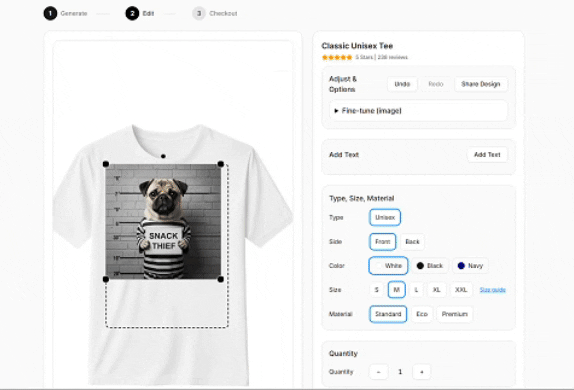 1 Generate 2 Edit 3 Checkout
Classic Unisex Tee
5 Stars | 238 reviews
Adjust & Options
Undo Redo Share Design
▶ Fine-tune (image)
Add Text Add Text
Type, Size, Material
Type Unisex
Side Front Back
Color White Black Navy
Size S M L XL XXL Size guide
Material Standard Eco Premium
Quantity
Quantity - 1 +
SNACK
THIEF